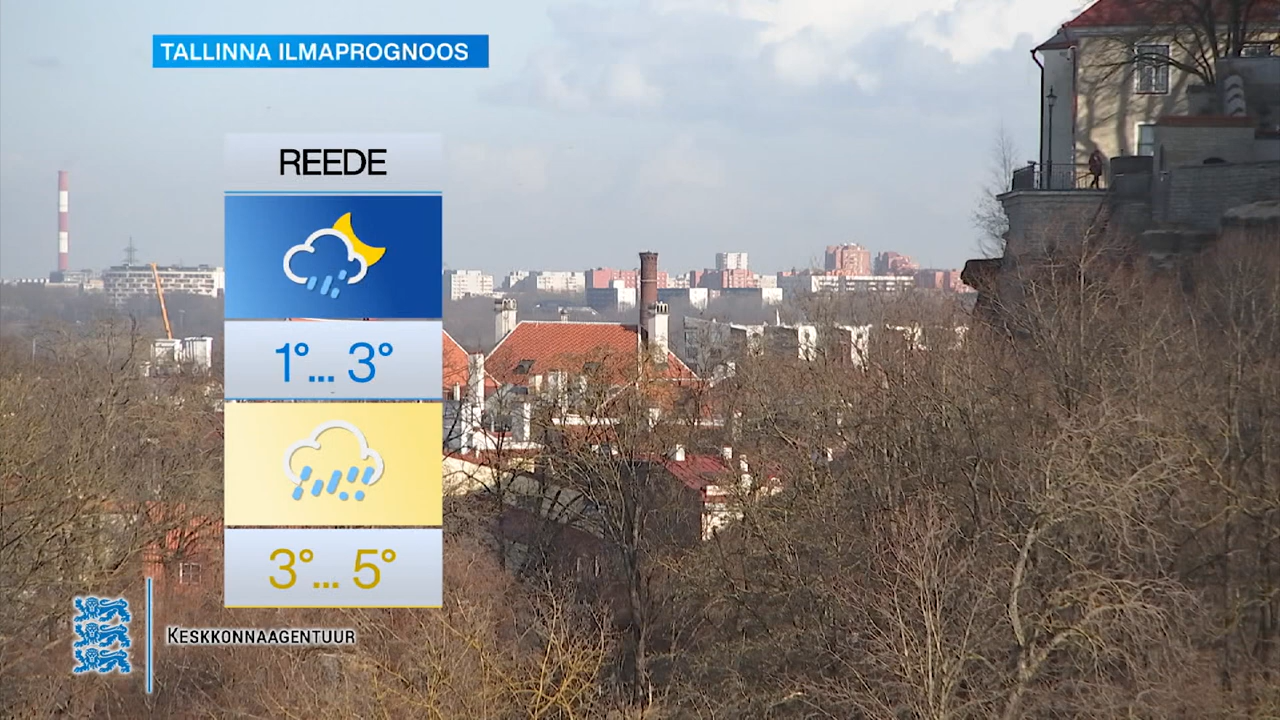 TALLINNA ILMAPROGNOOS
REEDE
1°... 3°
3°... 5°
KESKKONNAAGENTUUR